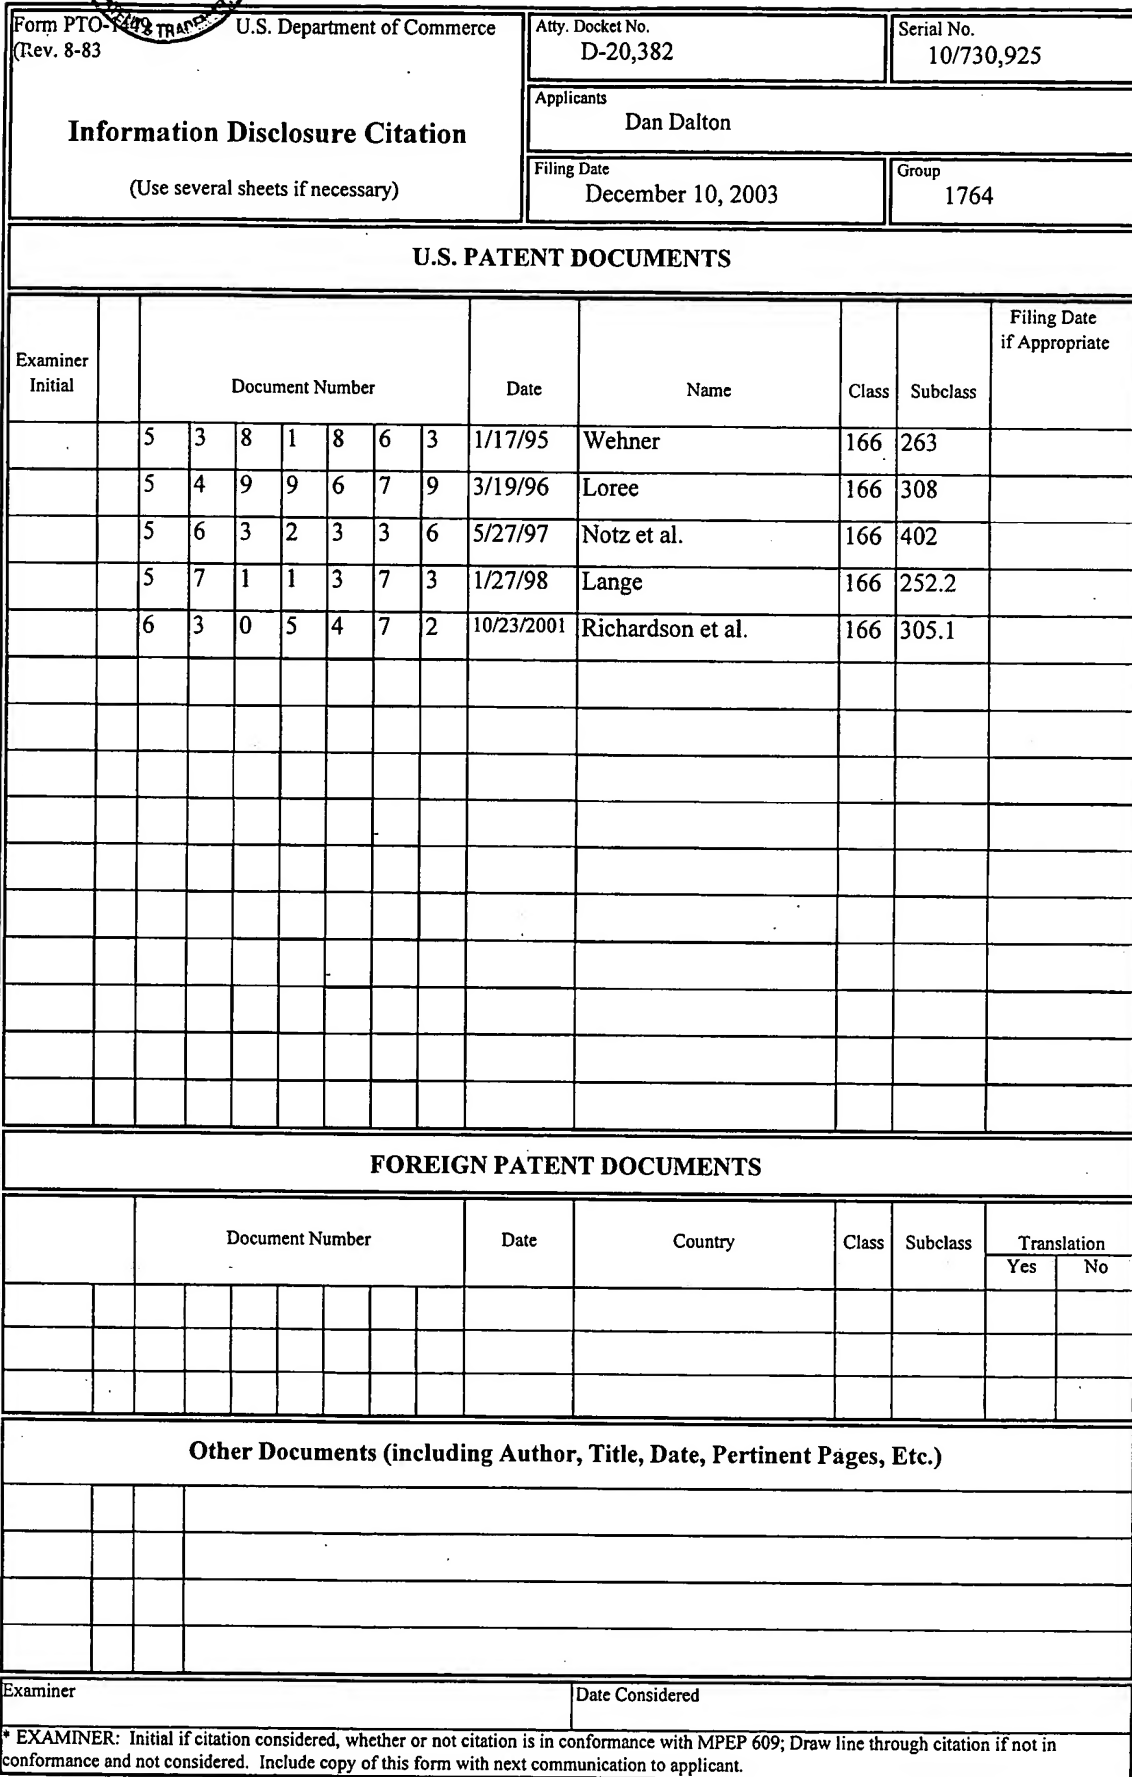 Form PTO-1449 U.S. Department of Commerce
(Rev. 8-83
TRADE
Information Disclosure Citation
(Use several sheets if necessary)
Atty. Docket No.
D-20,382
Serial No.
10/730,925
Applicants
Dan Dalton
Filing Date
December 10, 2003
Group
1764
U.S. PATENT DOCUMENTS
Examiner Initial Document Number Date Name Class Subclass Filing Date if Appropriate
5 3 8 1 8 6 3 1/17/95 Wehner 166 263
5 4 9 9 6 7 9 3/19/96 Loree 166 308
5 6 3 2 3 3 6 5/27/97 Notz et al. 166 402
5 7 1 1 3 7 3 1/27/98 Lange 166 252.2
6 3 0 5 4 7 2 10/23/2001 Richardson et al. 166 305.1
FOREIGN PATENT DOCUMENTS
Document Number Date Country Class Subclass Translation
Yes No
Other Documents (including Author, Title, Date, Pertinent Pages, Etc.)
Examiner Date Considered
* EXAMINER: Initial if citation considered, whether or not citation is in conformance with MPEP 609; Draw line through citation if not in
conformance and not considered. Include copy of this form with next communication to applicant.